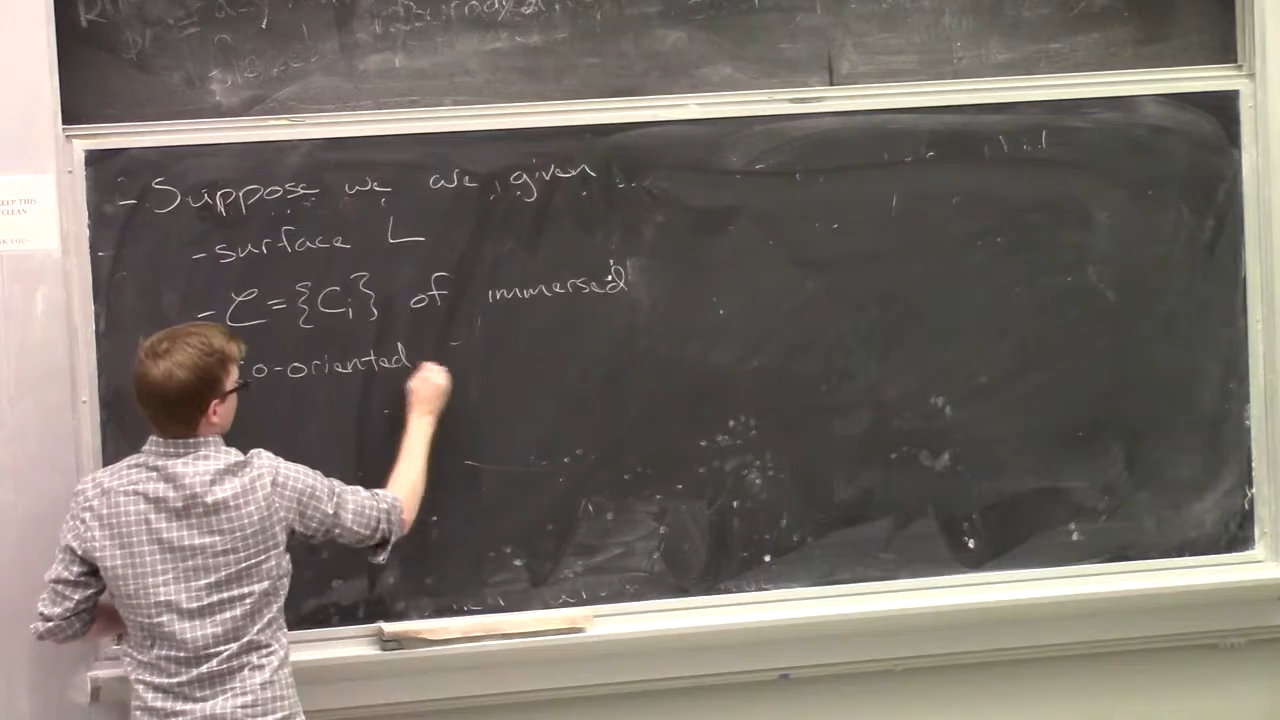 - Suppose we are given ...
- surface L
- 𝒞 = {Cᵢ} of immersed
co-oriented
KEEP THIS
CLEAN